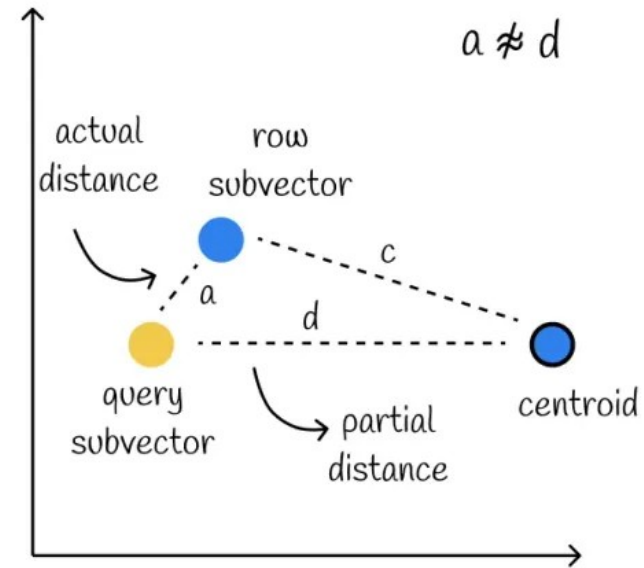 a ≉ d
actual
distance
row
subvector
c
a
d
query
subvector
partial
distance
centroid